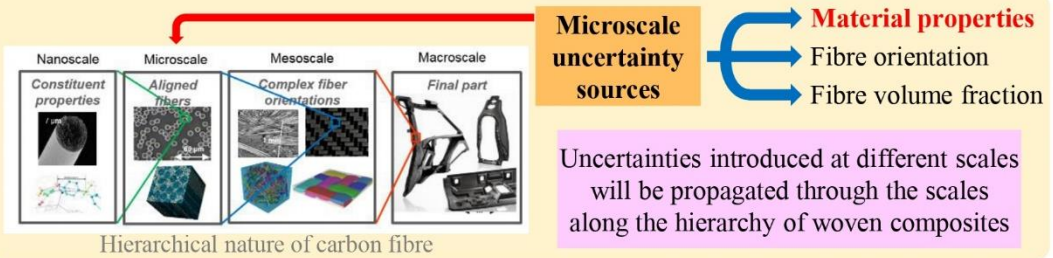 Microscale
uncertainty
sources
Material properties
Fibre orientation
Fibre volume fraction
Nanoscale
Constituent
properties
Microscale
Aligned
fibers
Mesoscale
Complex fiber
orientations
Macroscale
Final part
Hierarchical nature of carbon fibre
Uncertainties introduced at different scales
will be propagated through the scales
along the hierarchy of woven composites